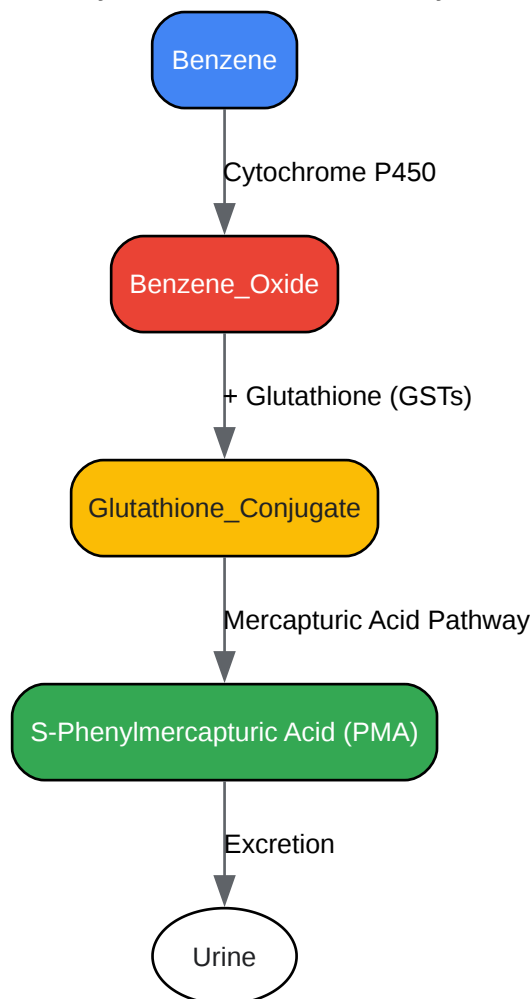 Benzene
Cytochrome P450
Benzene_Oxide
+ Glutathione (GSTs)
Glutathione_Conjugate
Mercapturic Acid Pathway
S-Phenylmercapturic Acid (PMA)
Excretion
Urine